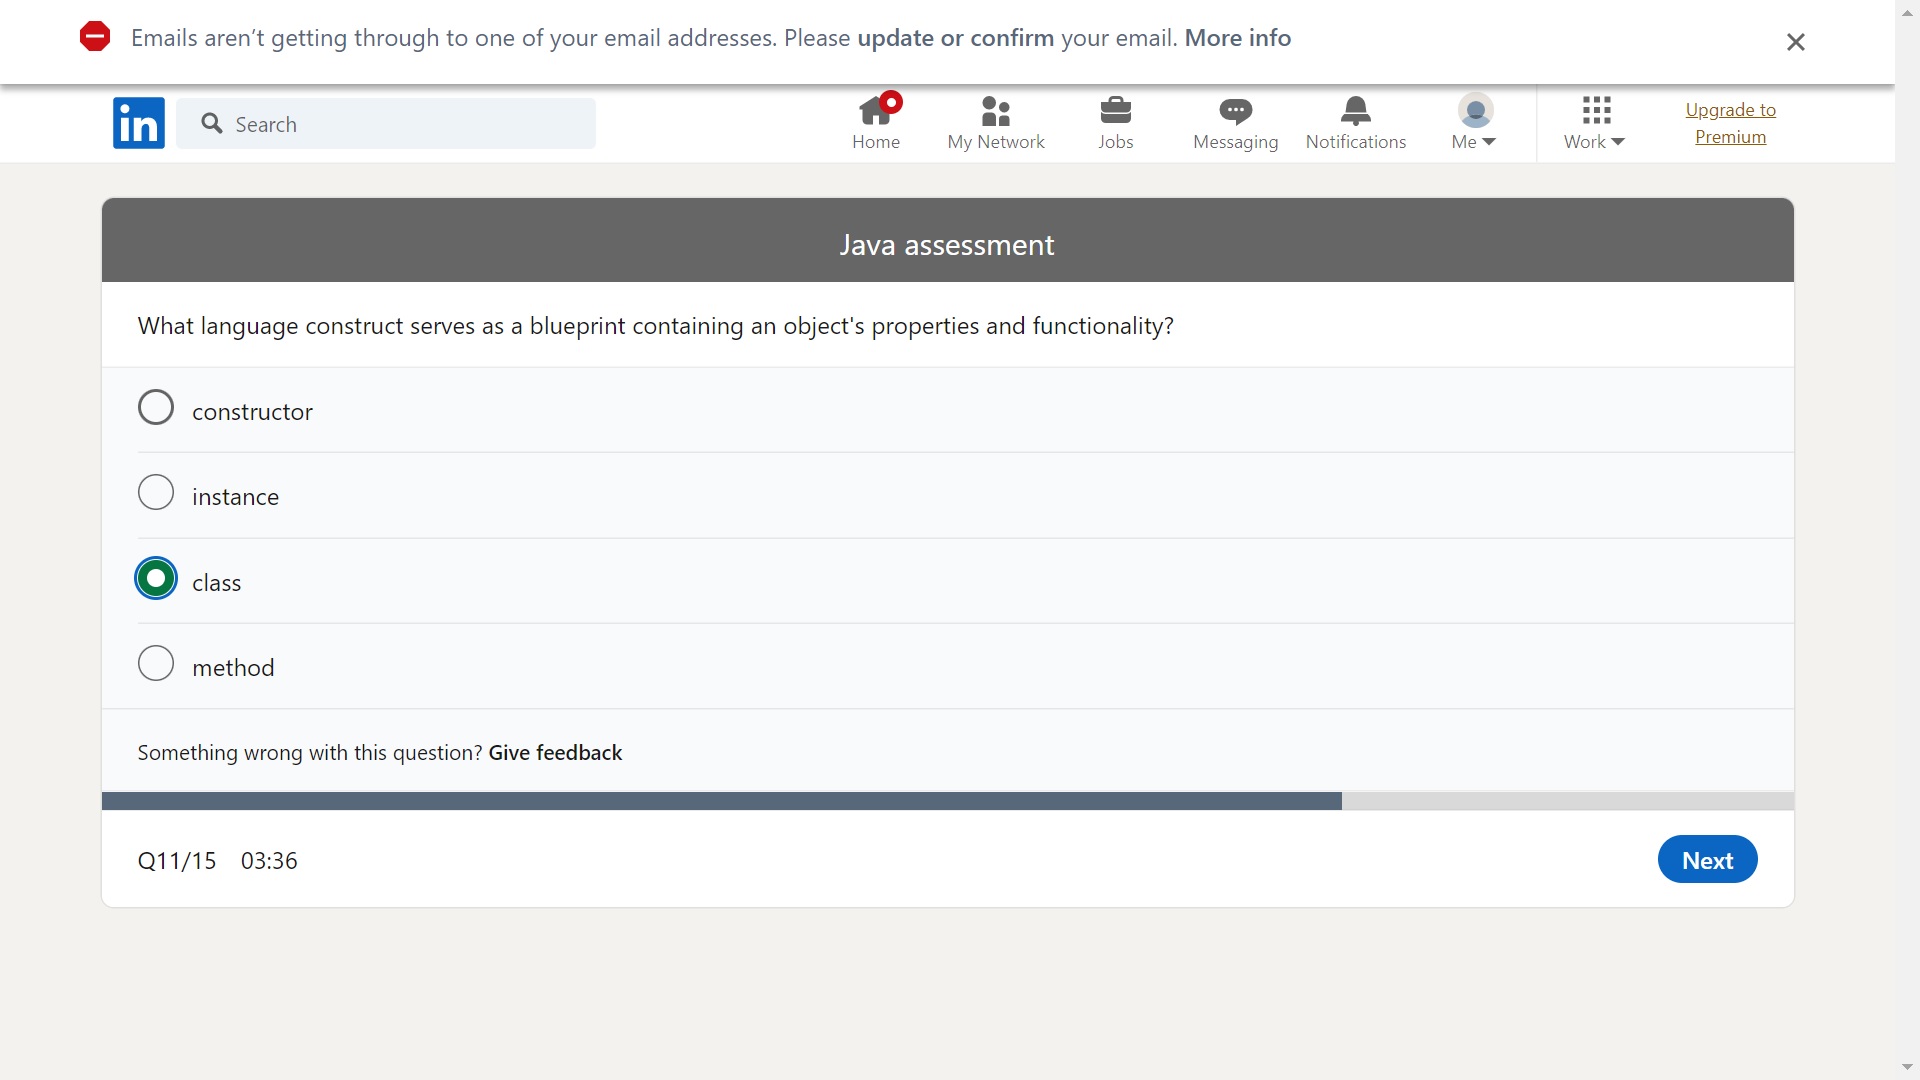 Emails aren't getting through to one of your email addresses. Please update or confirm your email. More info
in
Search
Home
My Network
Jobs
Messaging
Notifications
Me
Work
Upgrade to
Premium
Java assessment
What language construct serves as a blueprint containing an object's properties and functionality?
constructor
instance
class
method
Something wrong with this question? Give feedback
Q11/15 03:36
Next